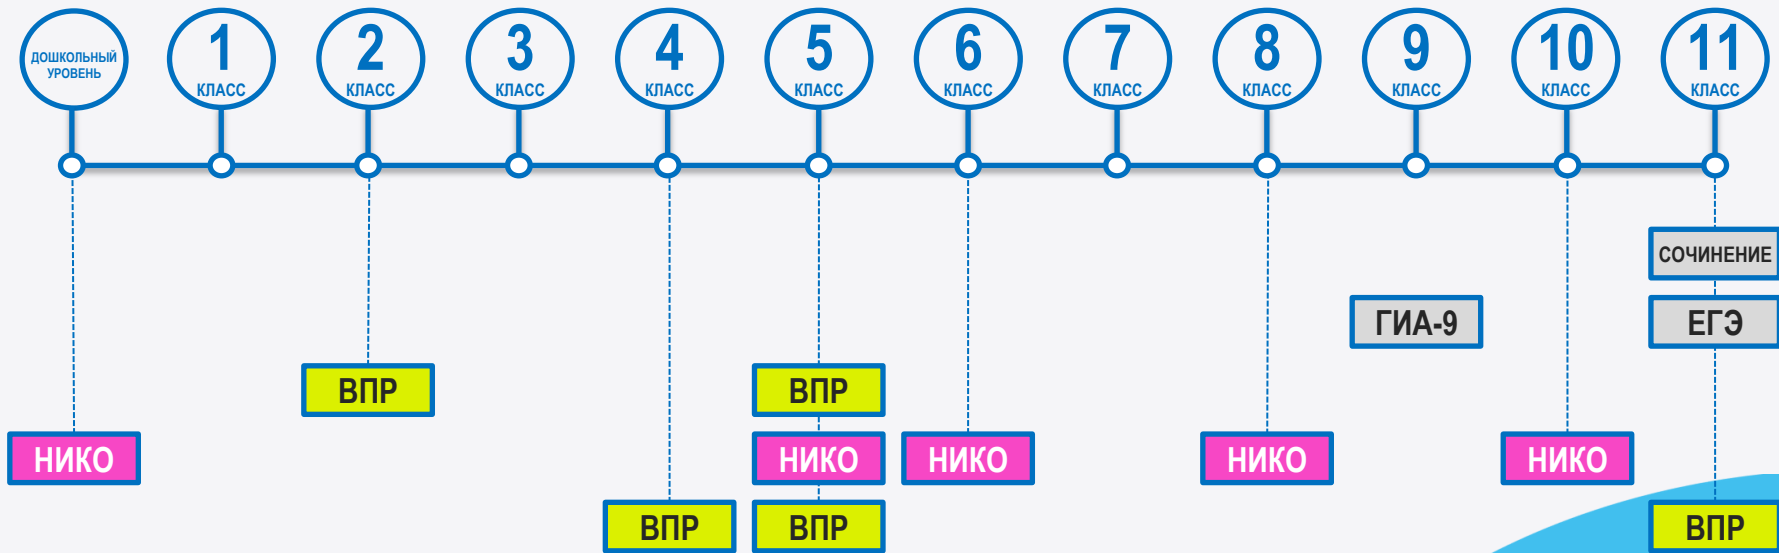 ДОШКОЛЬНЫЙ
УРОВЕНЬ
1
КЛАСС
2
КЛАСС
3
КЛАСС
4
КЛАСС
5
КЛАСС
6
КЛАСС
7
КЛАСС
8
КЛАСС
9
КЛАСС
10
КЛАСС
11
КЛАСС
СОЧИНЕНИЕ
ГИА-9
ЕГЭ
ВПР
ВПР
НИКО
НИКО
НИКО
НИКО
НИКО
ВПР
ВПР
ВПР